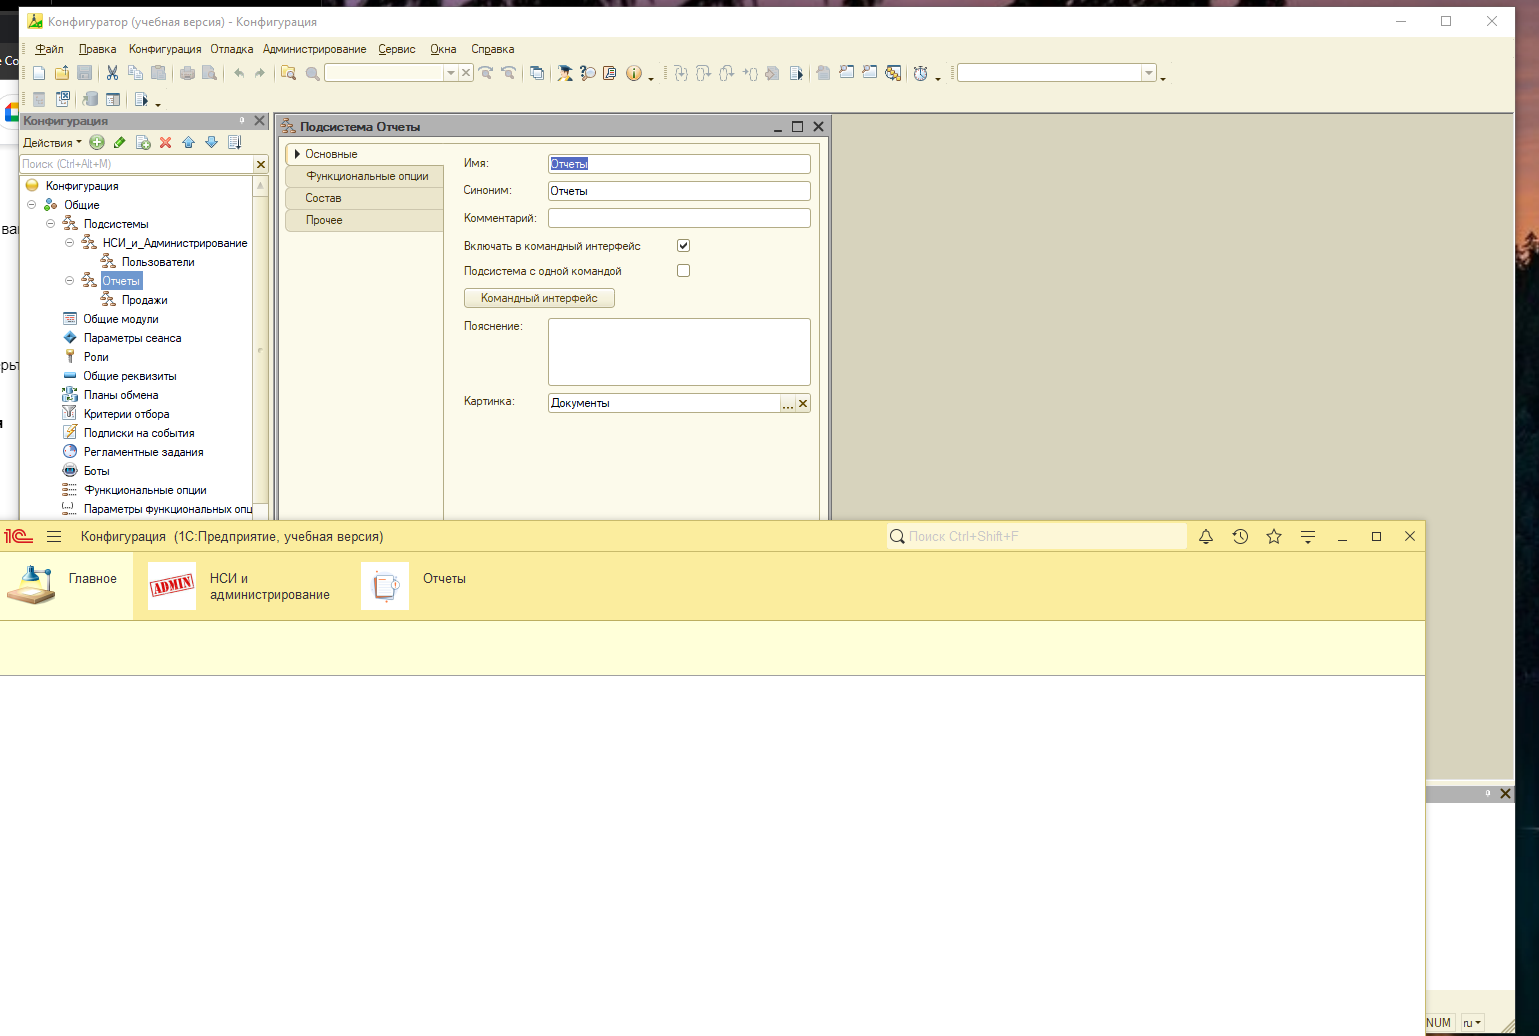 Конфигуратор (учебная версия) - Конфигурация
Файл Правка Конфигурация Отладка Администрирование Сервис Окна Справка
e Co
Конфигурация
Действия
Поиск (Ctrl+Alt+M)
Конфигурация
Общие
Подсистемы
НСИ_и_Администрирование
Пользователи
Отчеты
Продажи
Общие модули
Параметры сеанса
Роли
Общие реквизиты
Планы обмена
Критерии отбора
Подписки на события
Регламентные задания
Боты
Функциональные опции
Параметры функциональных опц
Подсистема Отчеты
Основные
Функциональные опции
Состав
Прочее
Имя: Отчеты
Синоним: Отчеты
Комментарий:
Включать в командный интерфейс
Подсистема с одной командой
Командный интерфейс
Пояснение:
Картинка: Документы ...
1С Конфигурация (1С:Предприятие, учебная версия)
Поиск Ctrl+Shift+F
Главное
ADMIN
НСИ и
администрирование
Отчеты
NUM ru